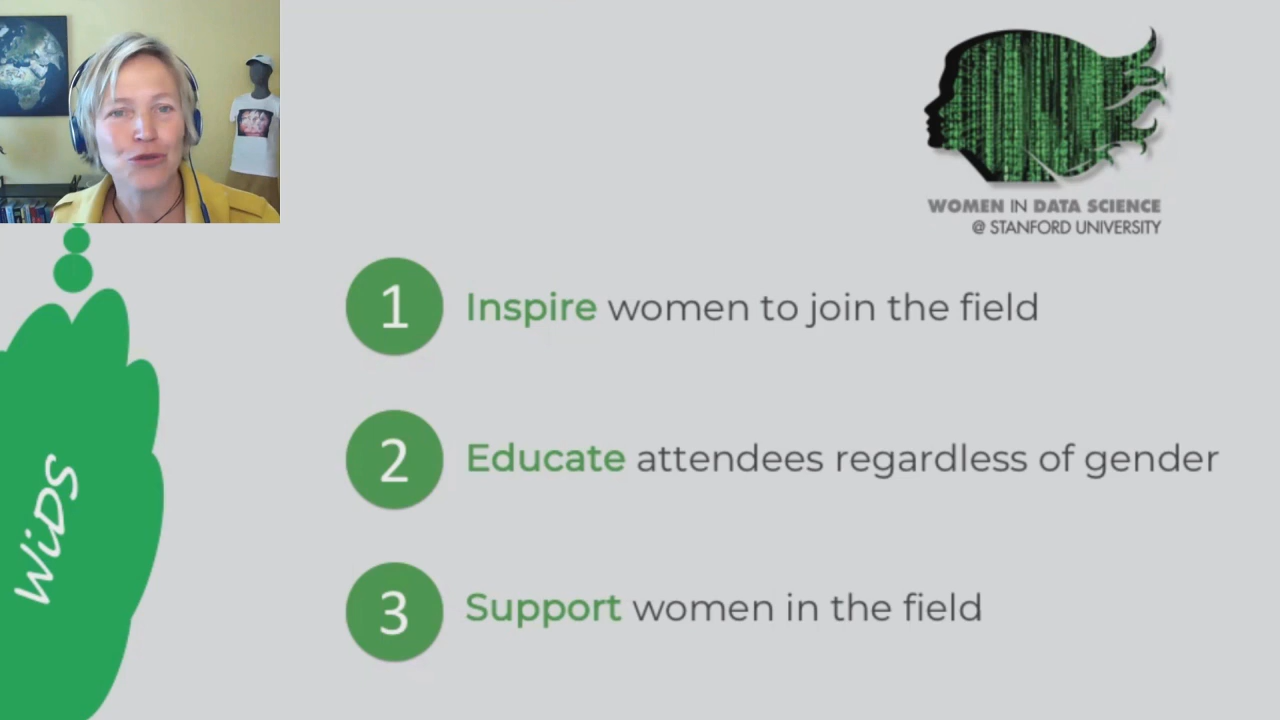 WOMEN IN DATA SCIENCE
@ STANFORD UNIVERSITY
1 Inspire women to join the field
2 Educate attendees regardless of gender
3 Support women in the field
WiDS